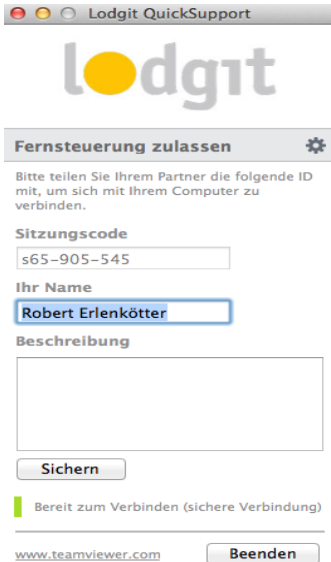 Lodgit QuickSupport
lodgit
Fernsteuerung zulassen
Bitte teilen Sie Ihrem Partner die folgende ID
mit, um sich mit Ihrem Computer zu
verbinden.
Sitzungscode
s65-905-545
Ihr Name
Robert Erlenkötter
Beschreibung
Sichern
Bereit zum Verbinden (sichere Verbindung)
www.teamviewer.com
Beenden